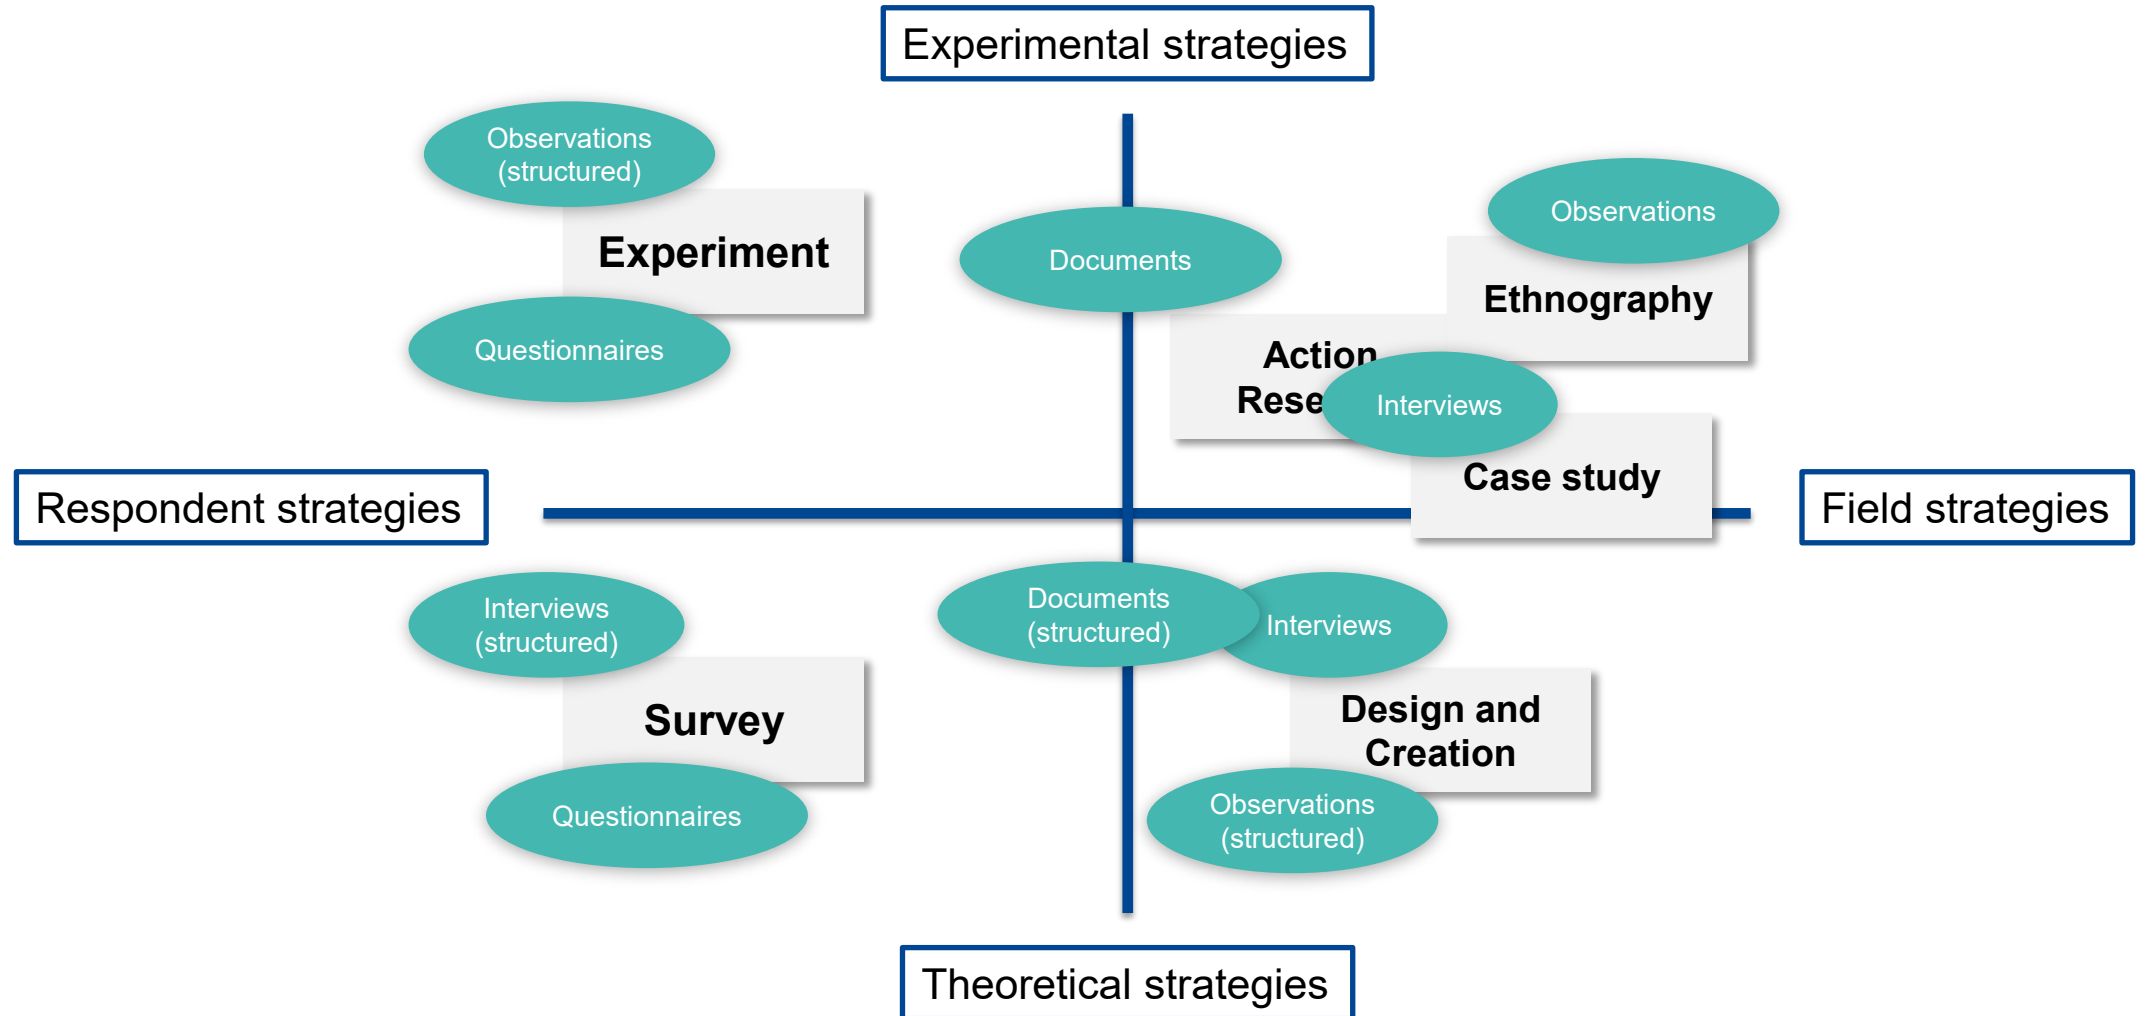 Experimental strategies
Observations
(structured)
Experiment
Questionnaires
Documents
Observations
Ethnography
Action
Rese
Interviews
Case study
Respondent strategies
Field strategies
Interviews
(structured)
Survey
Questionnaires
Documents
(structured)
Interviews
Design and
Creation
Observations
(structured)
Theoretical strategies